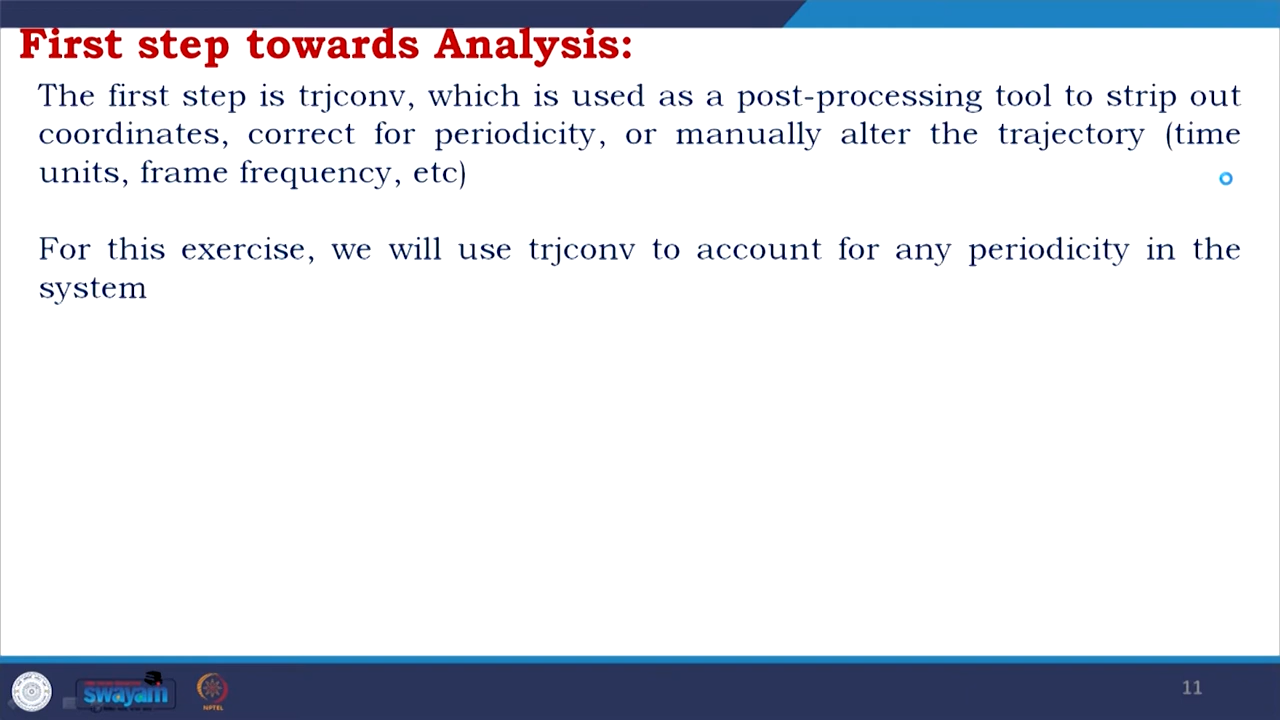 First step towards Analysis:
The first step is trjconv, which is used as a post-processing tool to strip out
coordinates, correct for periodicity, or manually alter the trajectory (time
units, frame frequency, etc)
For this exercise, we will use trjconv to account for any periodicity in the
system
swayam
NPTEL
11